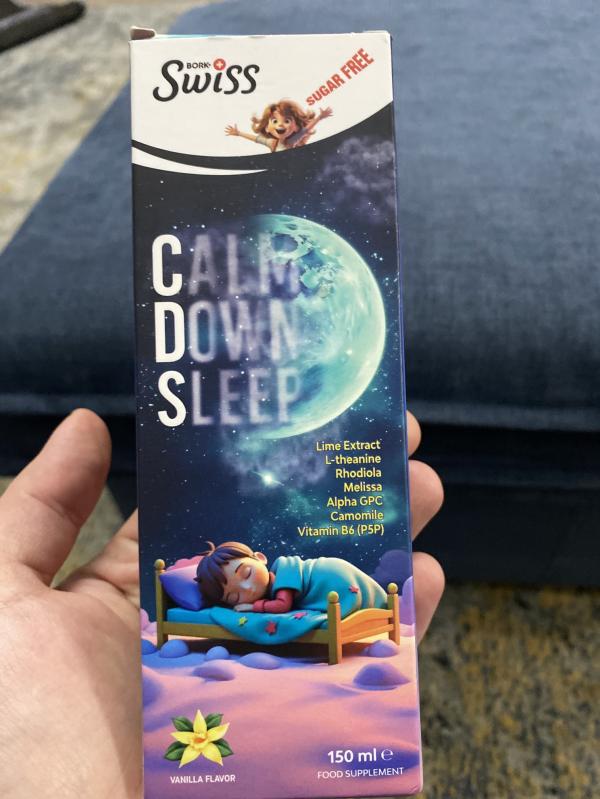 BORK
Swiss
SUGAR FREE
CALM
DOWN
SLEEP
Lime Extract
L-theanine
Rhodiola
Melissa
Alpha GPC
Camomile
Vitamin B6 (P5P)
VANILLA FLAVOR
150 ml ℮
FOOD SUPPLEMENT